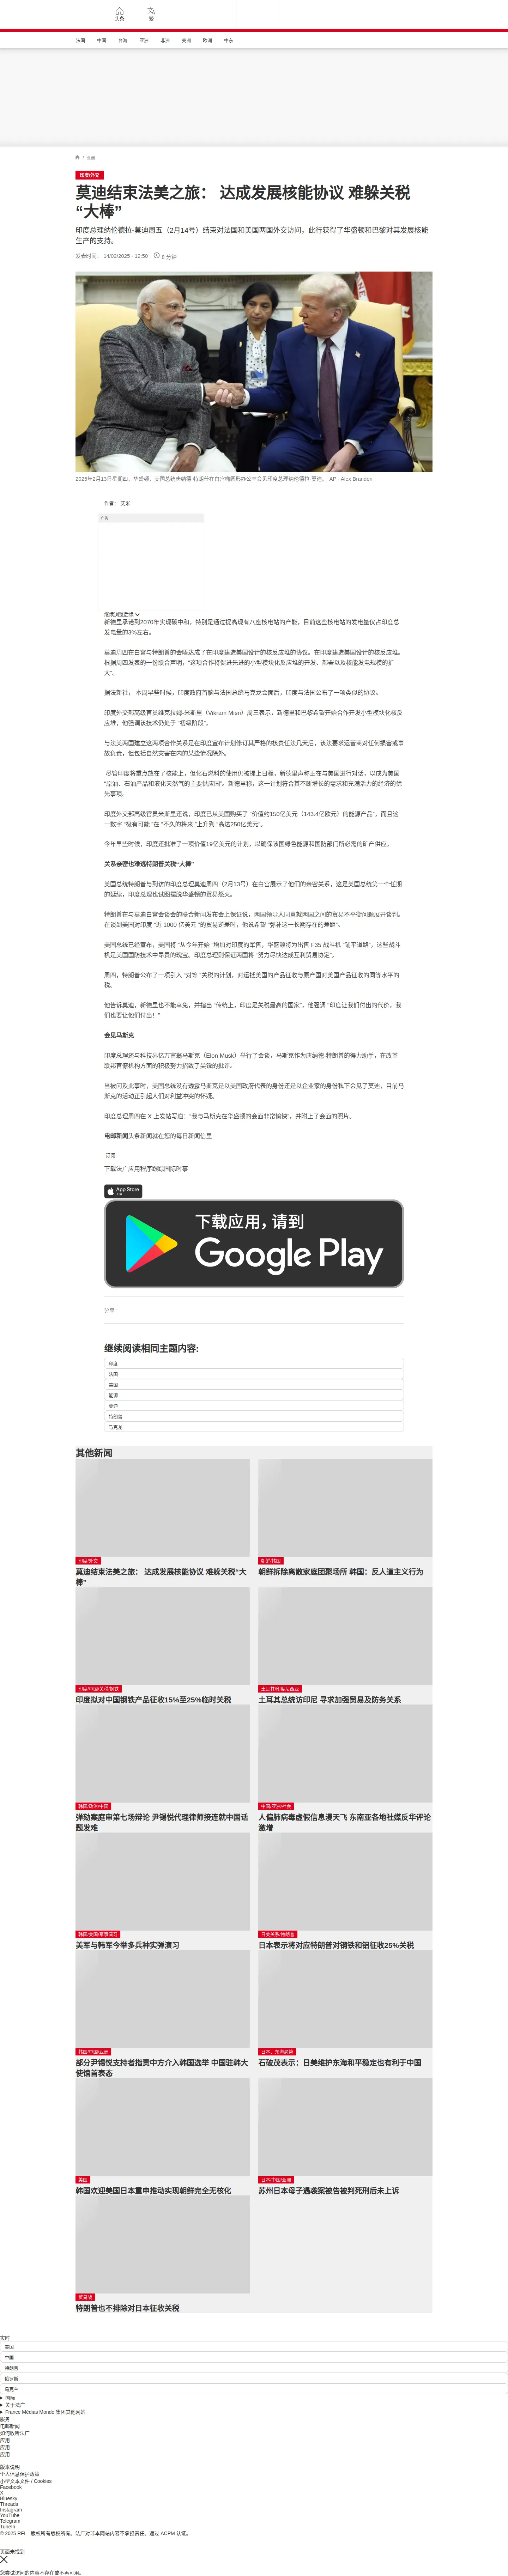 头条
繁
法国
中国
台海
亚洲
非洲
美洲
欧洲
中东
/ 亚洲
印度/外交
莫迪结束法美之旅： 达成发展核能协议 难躲关税
“大棒”
印度总理纳伦德拉-莫迪周五（2月14号）结束对法国和美国两国外交访问，此行获得了华盛顿和巴黎对其发展核能
生产的支持。
发表时间： 14/02/2025 - 12:50
6 分钟
2025年2月13日星期四，华盛顿，美国总统唐纳德·特朗普在白宫椭圆形办公室会见印度总理纳伦德拉·莫迪。 AP - Alex Brandon
作者： 艾米
广告
继续浏览后续
新德里承诺到2070年实现碳中和，特别是通过提高现有八座核电站的产能，目前这些核电站的发电量仅占印度总
发电量的3%左右。
莫迪周四在白宫与特朗普的会晤达成了在印度建造美国设计的核反应堆的协议。在印度建造美国设计的核反应堆。
根据周四发表的一份联合声明，“这项合作将促进先进的小型模块化反应堆的开发、部署以及核能发电规模的扩
大”。
据法新社， 本周早些时候，印度政府首脑与法国总统马克龙会面后，印度与法国公布了一项类似的协议。
印度外交部高级官员维克拉姆-米斯里（Vikram Misri）周三表示，新德里和巴黎希望开始合作开发小型模块化核反
应堆，他强调该技术仍处于 “初级阶段”。
与法美两国建立这两项合作关系是在印度宣布计划修订其严格的核责任法几天后，该法要求运营商对任何损害或事
故负责，但包括自然灾害在内的某些情况除外。
尽管印度将重点放在了核能上，但化石燃料的使用仍被提上日程，新德里声称正在与美国进行对话，以成为美国
“原油、石油产品和液化天然气的主要供应国”。新德里称，这一计划符合其不断增长的需求和充满活力的经济的优
先事项。
印度外交部高级官员米斯里还说，印度已从美国购买了 “价值约150亿美元（143.4亿欧元）的能源产品”，而且这
一数字 “极有可能 ”在 “不久的将来 ”上升到 “高达250亿美元”。
今年早些时候，印度还批准了一项价值19亿美元的计划，以确保该国绿色能源和国防部门所必需的矿产供应。
关系亲密也难逃特朗普关税“大棒”
美国总统特朗普与到访的印度总理莫迪周四（2月13号）在白宫展示了他们的亲密关系，这是美国总统第一个任期
的延续，印度总理也试图摆脱华盛顿的贸易怒火。
特朗普在与莫迪白宫会谈会的联合新闻发布会上保证说，两国领导人同意就两国之间的贸易不平衡问题展开谈判。
在谈到美国对印度 “近 1000 亿美元 ”的贸易逆差时，他说希望 “弥补这一长期存在的差距”。
美国总统已经宣布，美国将 “从今年开始 ”增加对印度的军售，华盛顿将为出售 F35 战斗机 “铺平道路”，这些战斗
机是美国国防技术中昂贵的瑰宝。印度总理则保证两国将 “努力尽快达成互利贸易协定”。
周四，特朗普公布了一项引入 “对等 ”关税的计划，对运抵美国的产品征收与原产国对美国产品征收的同等水平的
税。
他告诉莫迪，新德里也不能幸免，并指出 “传统上，印度是关税最高的国家”，他强调 “印度让我们付出的代价，我
们也要让他们付出！”
会见马斯克
印度总理还与科技界亿万富翁马斯克（Elon Musk）举行了会谈，马斯克作为唐纳德-特朗普的得力助手，在改革
联邦官僚机构方面的积极努力招致了尖锐的批评。
当被问及此事时，美国总统没有透露马斯克是以美国政府代表的身份还是以企业家的身份私下会见了莫迪，目前马
斯克的活动正引起人们对利益冲突的怀疑。
印度总理周四在 X 上发帖写道：“我与马斯克在华盛顿的会面非常愉快”，并附上了会面的照片。
电邮新闻头条新闻就在您的每日新闻信里
订阅
下载法广应用程序跟踪国际时事
App Store
下载
下载应用，请到
Google Play
分享 :
继续阅读相同主题内容:
印度
法国
美国
能源
莫迪
特朗普
马克龙
其他新闻
印度/外交
莫迪结束法美之旅： 达成发展核能协议 难躲关税“大
棒”
朝鲜/韩国
朝鲜拆除离散家庭团聚场所 韩国：反人道主义行为
印度/中国/关税/钢铁
印度拟对中国钢铁产品征收15%至25%临时关税
土耳其/印度尼西亚
土耳其总统访印尼 寻求加强贸易及防务关系
韩国/政治/中国
弹劾案庭审第七场辩论 尹锡悦代理律师接连就中国话
题发难
中国/亚洲/社会
人偏肺病毒虚假信息漫天飞 东南亚各地社媒反华评论
激增
韩国/美国/军事演习
美军与韩军今举多兵种实弹演习
日美关系/特朗普
日本表示将对应特朗普对钢铁和铝征收25%关税
韩国/中国/亚洲
部分尹锡悦支持者指责中方介入韩国选举 中国驻韩大
使馆首表态
日本、东海局势
石破茂表示：日美维护东海和平稳定也有利于中国
美国
韩国欢迎美国日本重申推动实现朝鲜完全无核化
日本/中国/亚洲
苏州日本母子遇袭案被告被判死刑后未上诉
贸易战
特朗普也不排除对日本征收关税
实时
美国
中国
特朗普
俄罗斯
乌克兰
国际
关于法广
France Médias Monde 集团其他网站
服务
电邮新闻
如何收听法广
应用
应用
应用
版本说明
个人信息保护政策
小型文本文件 / Cookies
Facebook
X
Bluesky
Threads
Instagram
YouTube
Telegram
TuneIn
© 2025 RFI – 版权所有版权所有。法广对非本网站内容不承担责任。通过 ACPM 认证。
页面未找到
您尝试访问的内容不存在或不再可用。